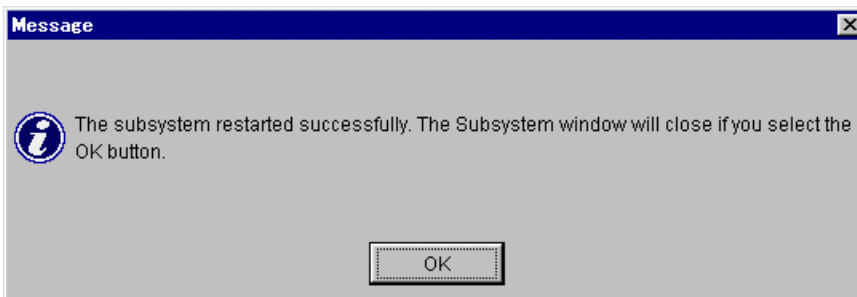 Message
The subsystem restarted successfully. The Subsystem window will close if you select the
OK button.
OK